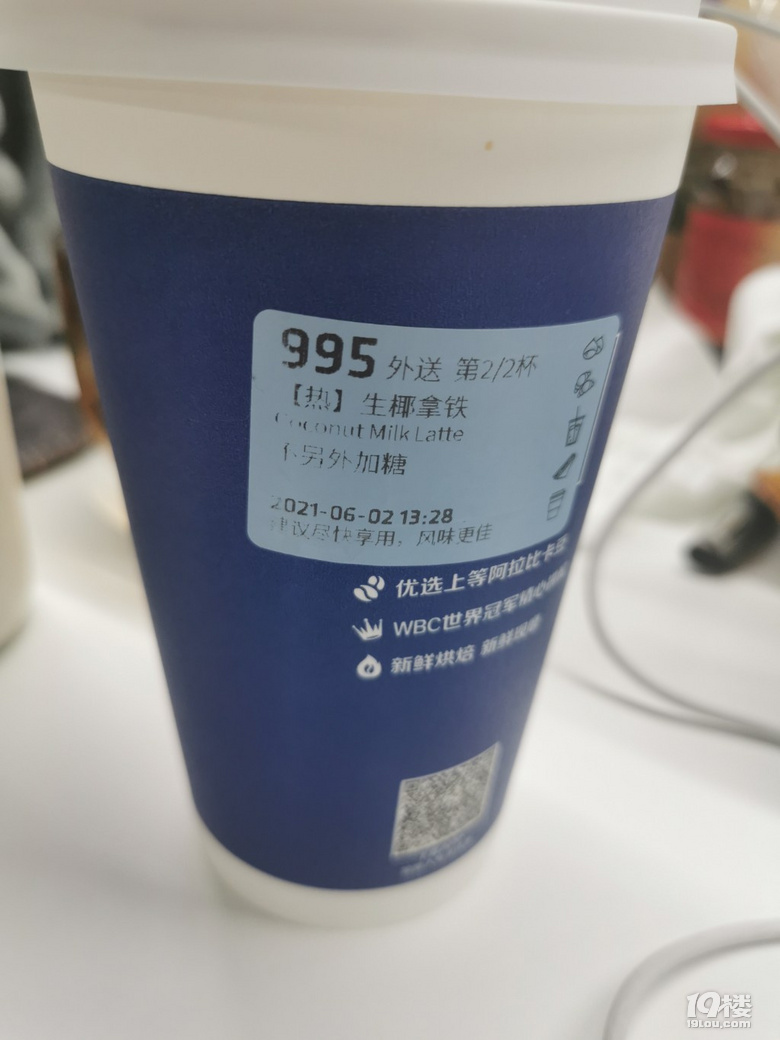 995 外送 第2/2杯
【热】 生椰拿铁
Coconut Milk Latte
不另外加糖
2021-06-02 13:28
建议尽快享用，风味更佳
优选上等阿拉比卡
WBC世界冠军
新鲜烘焙 新鲜
19楼
19lou.com